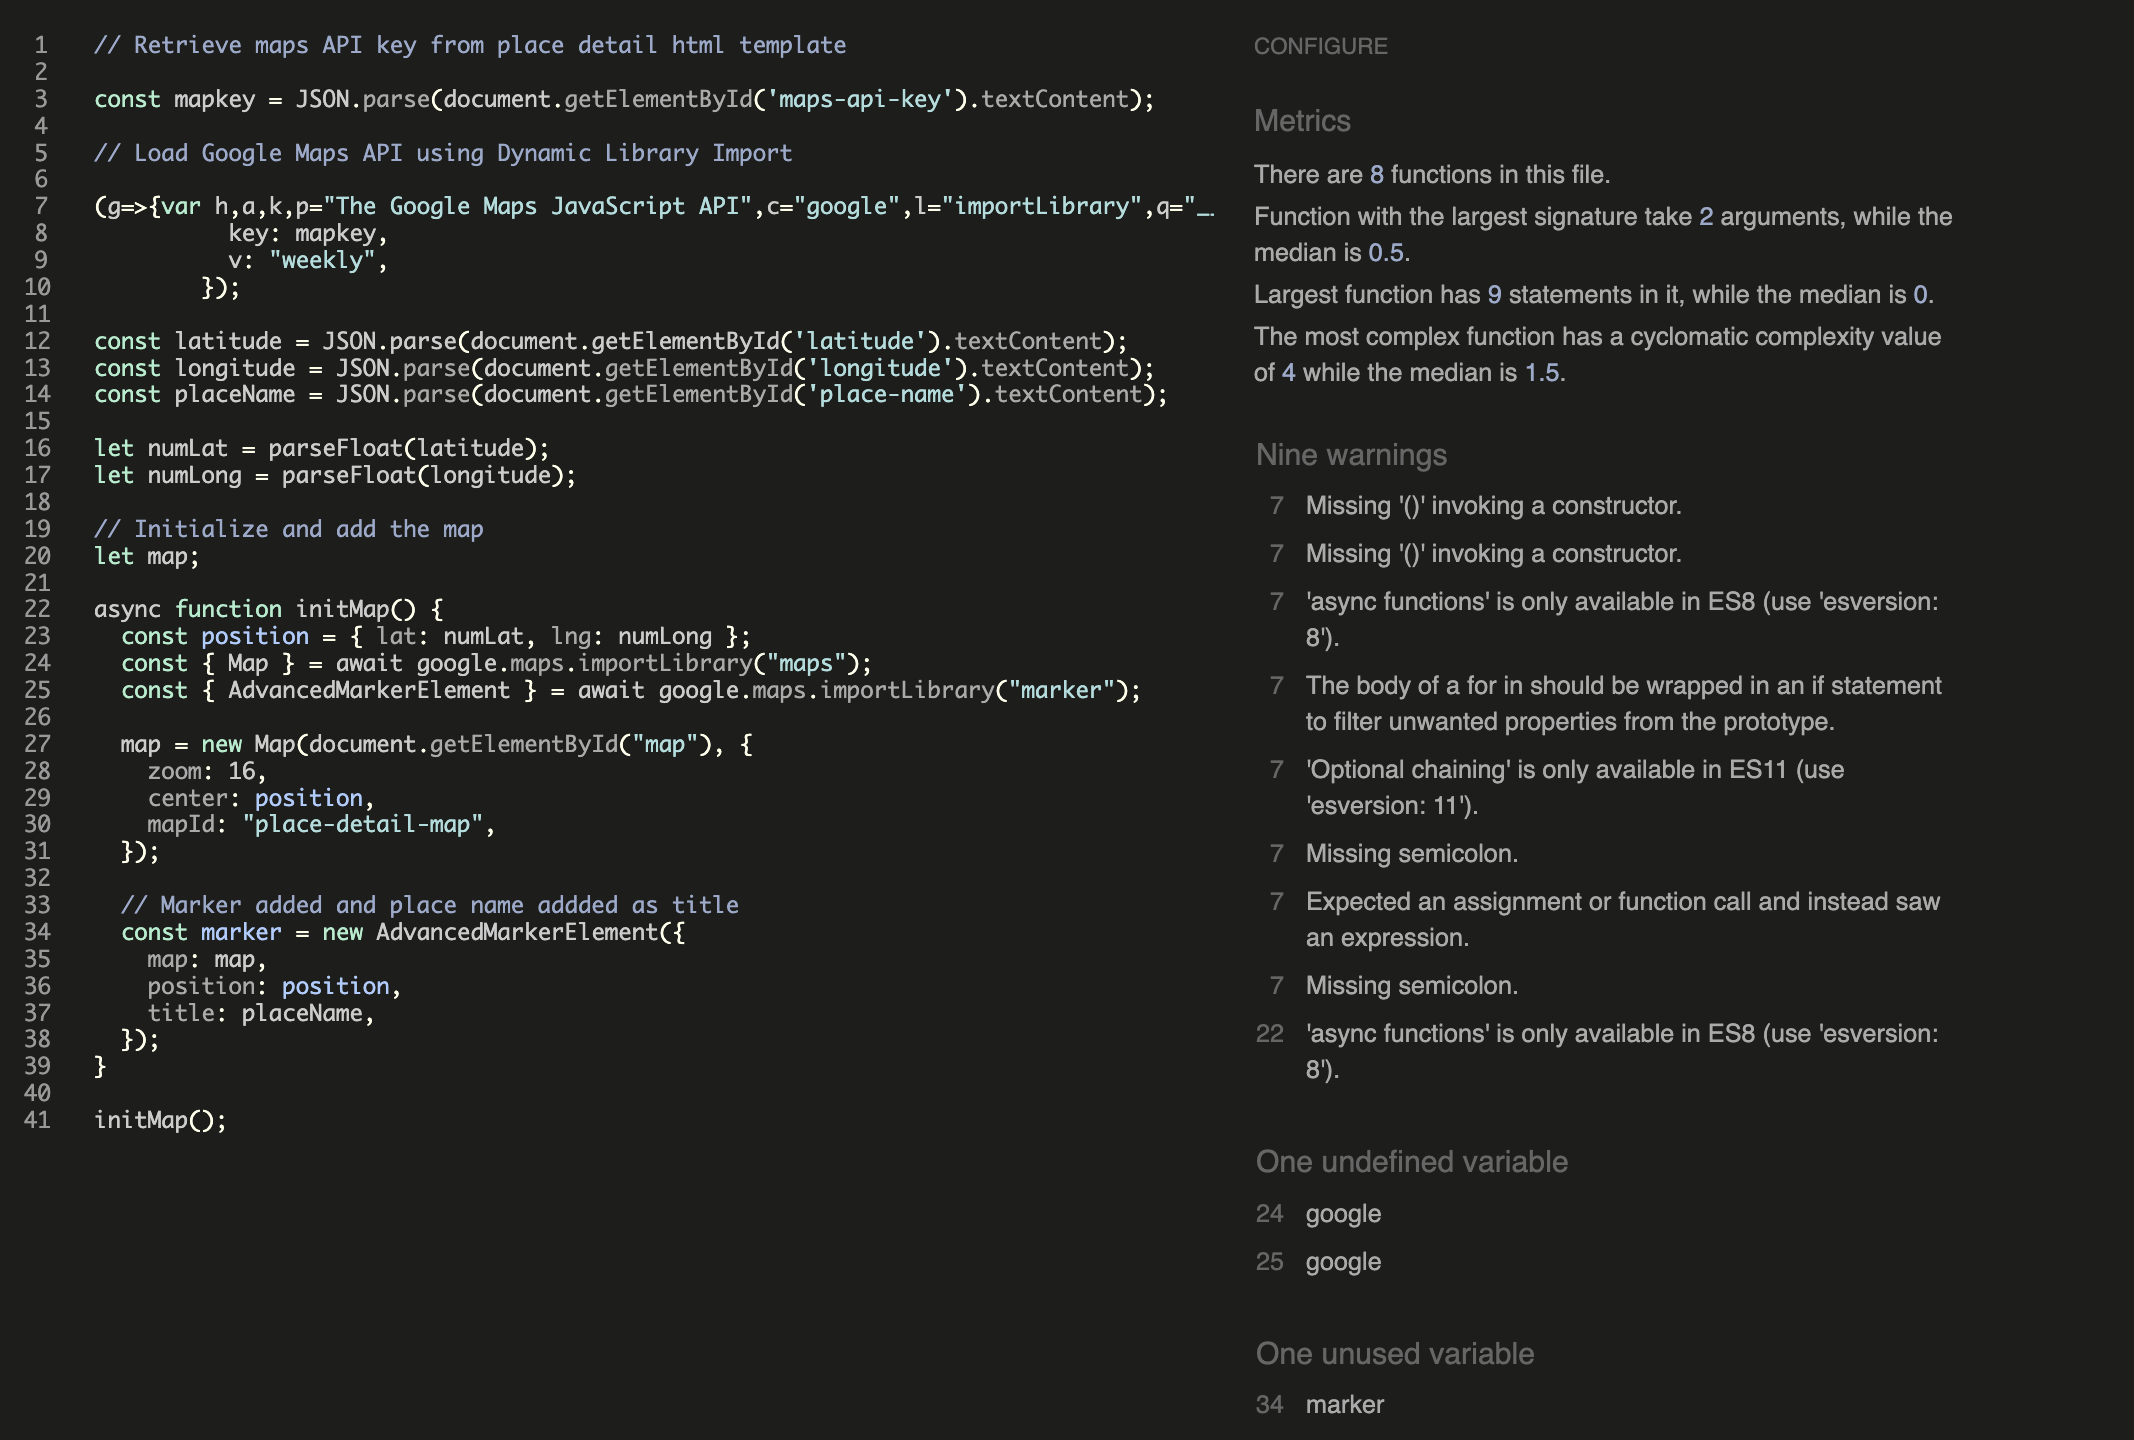 1 // Retrieve maps API key from place detail html template
2
3 const mapkey = JSON.parse(document.getElementById('maps-api-key').textContent);
4
5 // Load Google Maps API using Dynamic Library Import
6
7 (g=>{var h,a,k,p="The Google Maps JavaScript API",c="google",l="importLibrary",q="_…
8 key: mapkey,
9 v: "weekly",
10 });
11
12 const latitude = JSON.parse(document.getElementById('latitude').textContent);
13 const longitude = JSON.parse(document.getElementById('longitude').textContent);
14 const placeName = JSON.parse(document.getElementById('place-name').textContent);
15
16 let numLat = parseFloat(latitude);
17 let numLong = parseFloat(longitude);
18
19 // Initialize and add the map
20 let map;
21
22 async function initMap() {
23 const position = { lat: numLat, lng: numLong };
24 const { Map } = await google.maps.importLibrary("maps");
25 const { AdvancedMarkerElement } = await google.maps.importLibrary("marker");
26
27 map = new Map(document.getElementById("map"), {
28 zoom: 16,
29 center: position,
30 mapId: "place-detail-map",
31 });
32
33 // Marker added and place name addded as title
34 const marker = new AdvancedMarkerElement({
35 map: map,
36 position: position,
37 title: placeName,
38 });
39 }
40
41 initMap();
CONFIGURE
Metrics
There are 8 functions in this file.
Function with the largest signature take 2 arguments, while the
median is 0.5.
Largest function has 9 statements in it, while the median is 0.
The most complex function has a cyclomatic complexity value
of 4 while the median is 1.5.
Nine warnings
7 Missing '()' invoking a constructor.
7 Missing '()' invoking a constructor.
7 'async functions' is only available in ES8 (use 'esversion:
8').
7 The body of a for in should be wrapped in an if statement
to filter unwanted properties from the prototype.
7 'Optional chaining' is only available in ES11 (use
'esversion: 11').
7 Missing semicolon.
7 Expected an assignment or function call and instead saw
an expression.
7 Missing semicolon.
22 'async functions' is only available in ES8 (use 'esversion:
8').
One undefined variable
24 google
25 google
One unused variable
34 marker